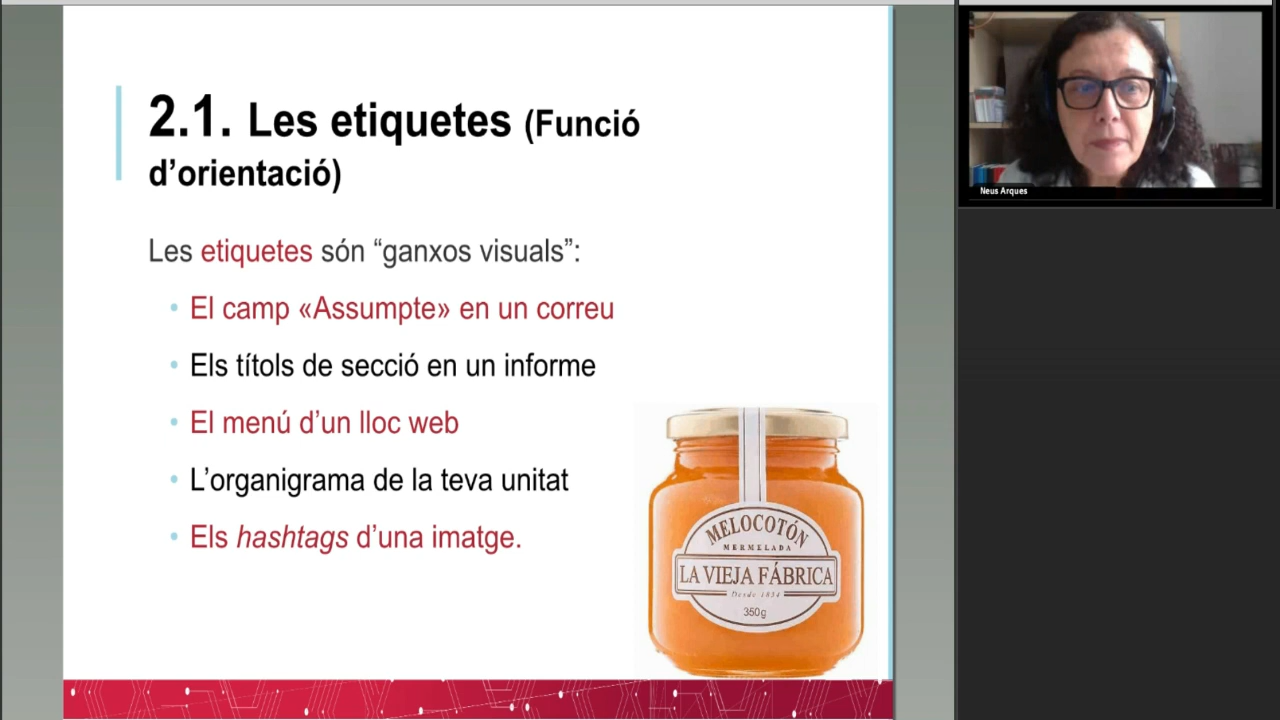 2.1. Les etiquetes (Funció
d’orientació)
Les etiquetes són “ganxos visuals”:
• El camp «Assumpte» en un correu
• Els títols de secció en un informe
• El menú d’un lloc web
• L’organigrama de la teva unitat
• Els hashtags d’una imatge.
MELOCOTÓN
MERMELADA
LA VIEJA FÁBRICA
Desde 1834
350g
Neus Arques